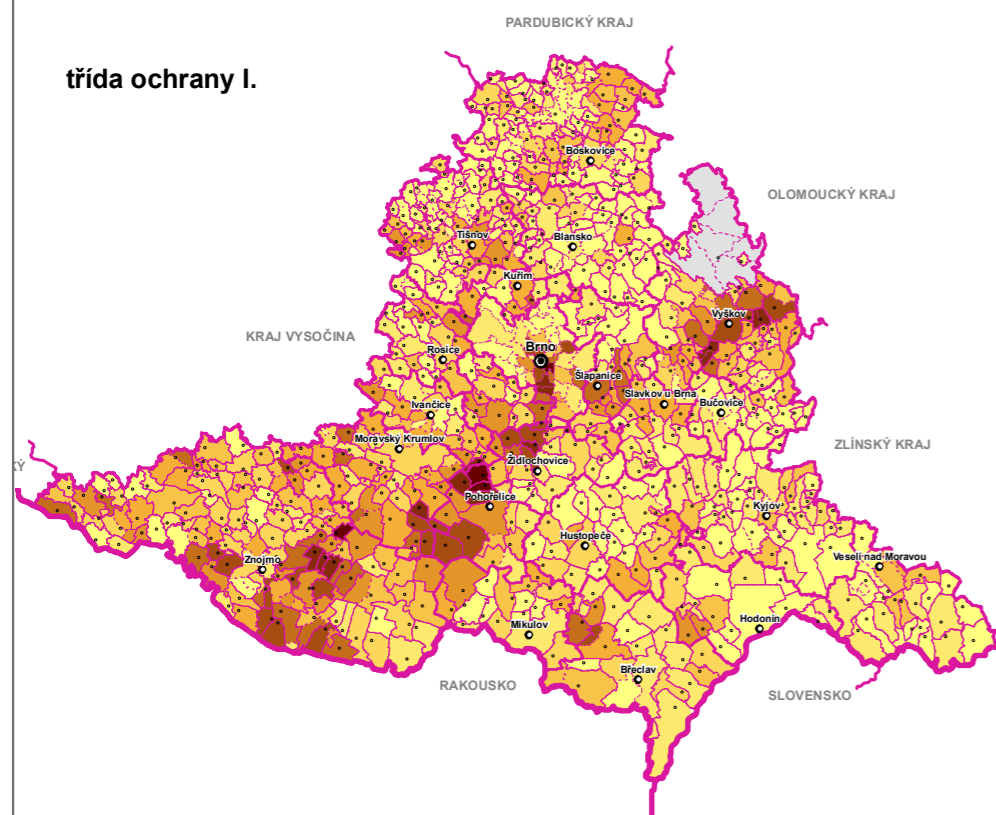 PARDUBICKÝ KRAJ
třída ochrany I.
Boskovice
OLOMOUCKÝ KRAJ
Tišnov
Blansko
Kuřim
Vyškov
KRAJ VYSOČINA
Brno
Rosice
Šlapanice
Slavkov u Brna
Ivančice
Bučovice
Moravský Krumlov
ZLÍNSKÝ KRAJ
Židlochovice
KÝ
Pohořelice
Kyjov
Hustopeče
Veselí nad Moravou
Znojmo
Hodonín
Mikulov
Břeclav
RAKOUSKO
SLOVENSKO